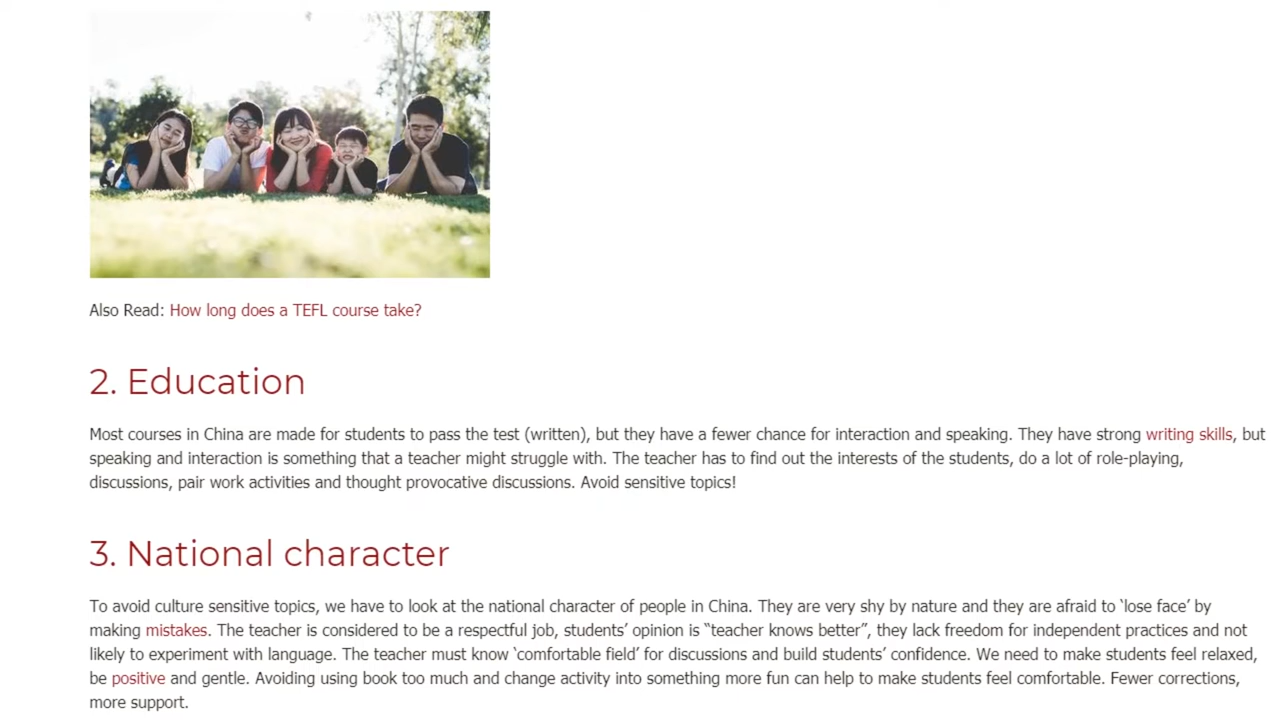 Also Read: How long does a TEFL course take?
2. Education
Most courses in China are made for students to pass the test (written), but they have a fewer chance for interaction and speaking. They have strong writing skills, but
speaking and interaction is something that a teacher might struggle with. The teacher has to find out the interests of the students, do a lot of role-playing,
discussions, pair work activities and thought provocative discussions. Avoid sensitive topics!
3. National character
To avoid culture sensitive topics, we have to look at the national character of people in China. They are very shy by nature and they are afraid to ‘lose face’ by
making mistakes. The teacher is considered to be a respectful job, students’ opinion is “teacher knows better”, they lack freedom for independent practices and not
likely to experiment with language. The teacher must know ‘comfortable field’ for discussions and build students’ confidence. We need to make students feel relaxed,
be positive and gentle. Avoiding using book too much and change activity into something more fun can help to make students feel comfortable. Fewer corrections,
more support.